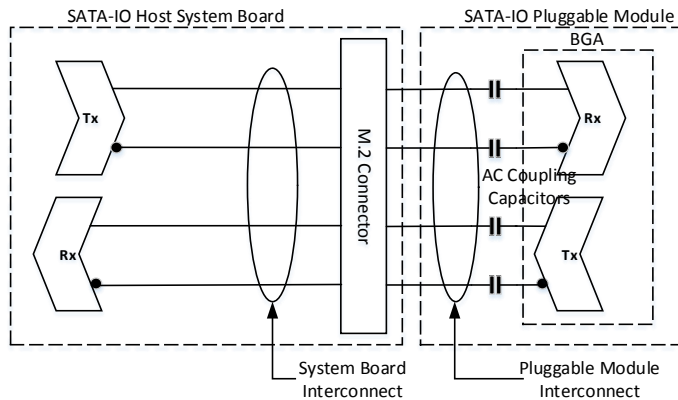 SATA-IO Host System Board
SATA-IO Pluggable Module
BGA
Tx
Rx
M.2 Connector
AC Coupling
Capacitors
Rx
Tx
System Board
Interconnect
Pluggable Module
Interconnect